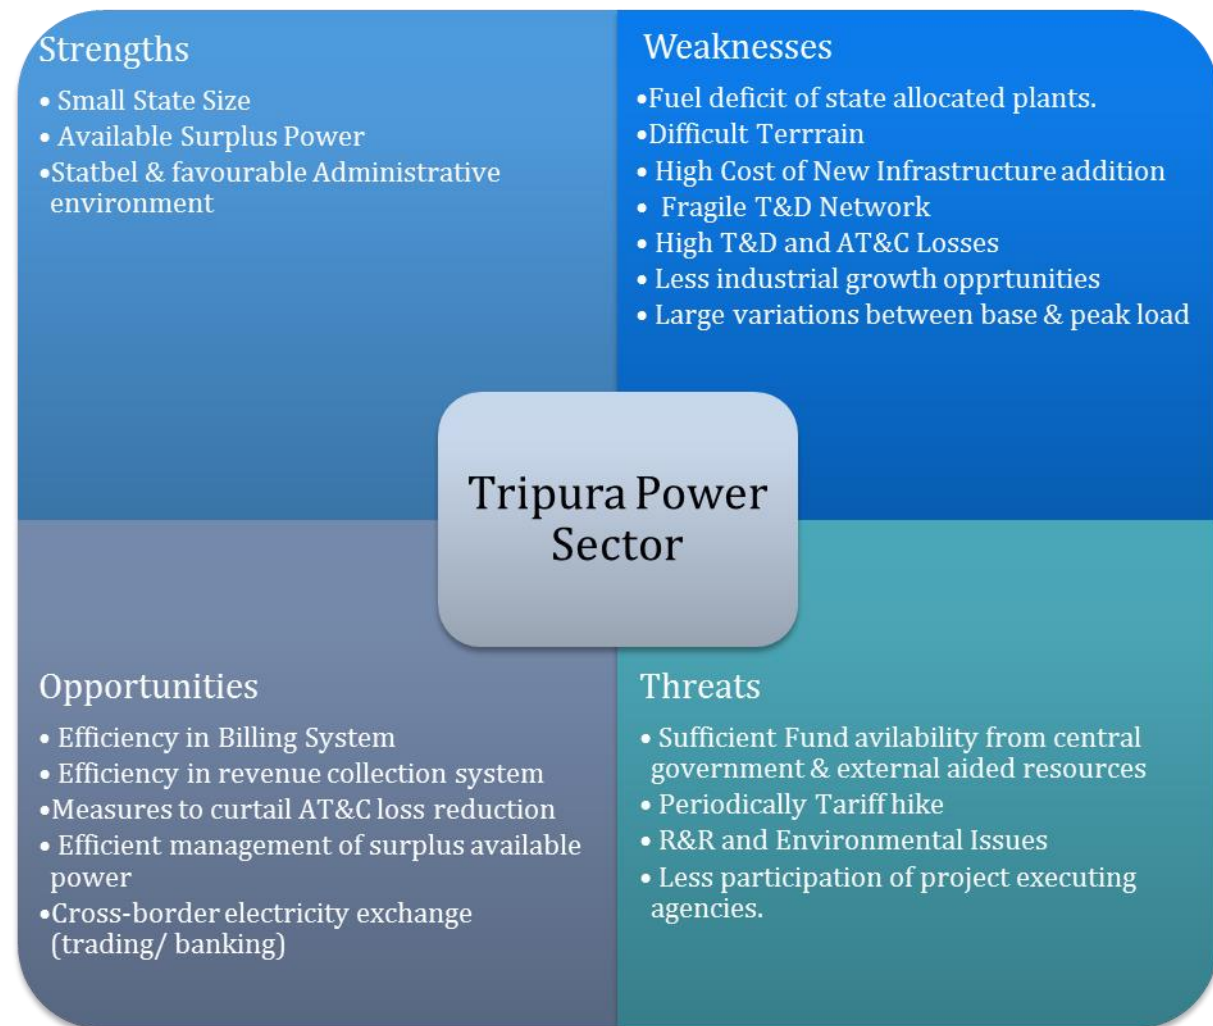 Strengths
• Small State Size
• Available Surplus Power
•Statbel & favourable Administrative
environment
Weaknesses
•Fuel deficit of state allocated plants.
•Difficult Terrrain
• High Cost of New Infrastructure addition
• Fragile T&D Network
• High T&D and AT&C Losses
• Less industrial growth opprtunities
• Large variations between base & peak load
Tripura Power
Sector
Opportunities
• Efficiency in Billing System
• Efficiency in revenue collection system
•Measures to curtail AT&C loss reduction
• Efficient management of surplus available
power
•Cross-border electricity exchange
(trading/ banking)
Threats
• Sufficient Fund avilability from central
government & external aided resources
• Periodically Tariff hike
• R&R and Environmental Issues
• Less participation of project executing
agencies.